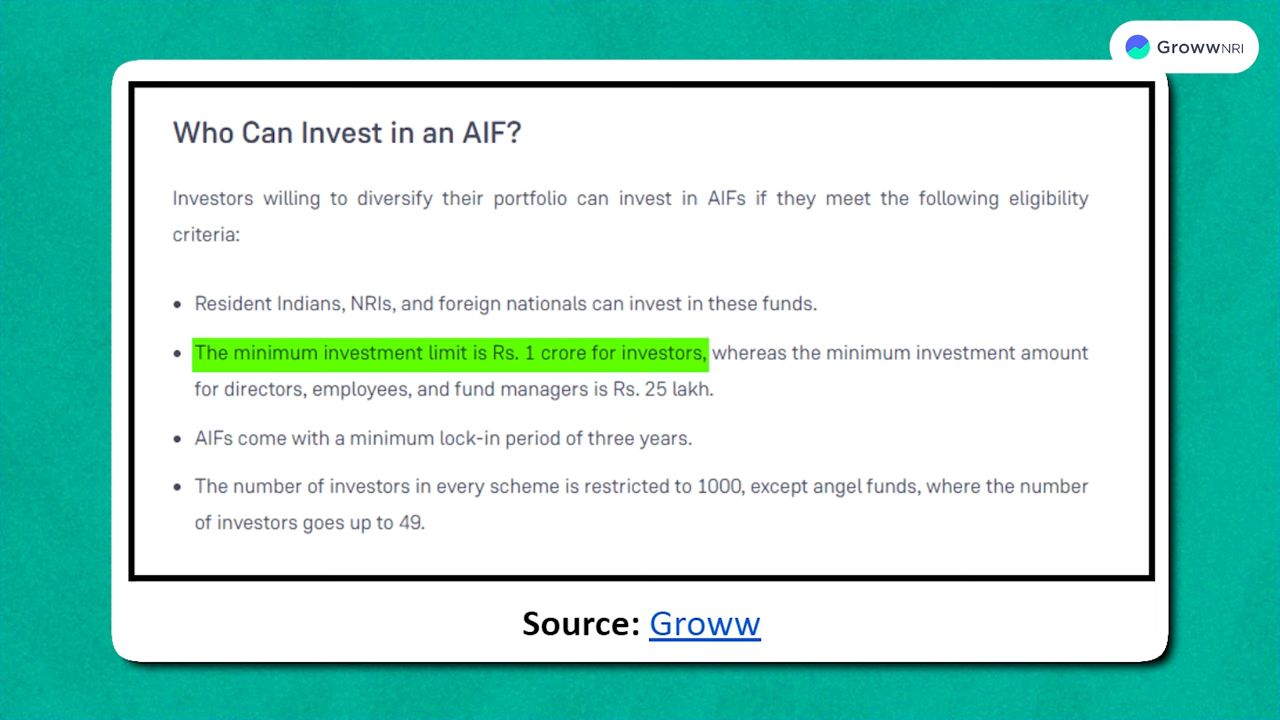 Groww NRI
Who Can Invest in an AIF?
Investors willing to diversify their portfolio can invest in AIFs if they meet the following eligibility
criteria:
• Resident Indians, NRIs, and foreign nationals can invest in these funds.
• The minimum investment limit is Rs. 1 crore for investors, whereas the minimum investment amount
for directors, employees, and fund managers is Rs. 25 lakh.
• AIFs come with a minimum lock-in period of three years.
• The number of investors in every scheme is restricted to 1000, except angel funds, where the number
of investors goes up to 49.
Source: Groww